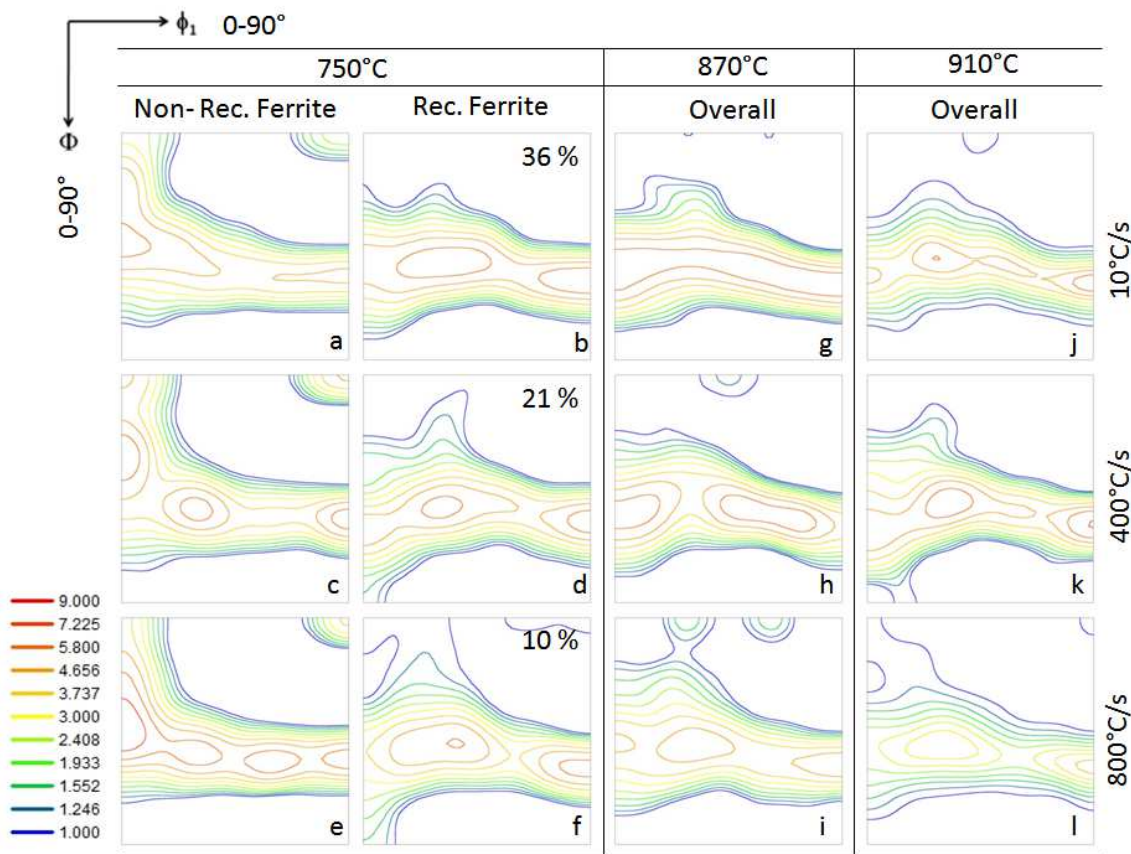 ϕ₁ 0-90°
Φ
0-90°
750°C 870°C 910°C
Non- Rec. Ferrite Rec. Ferrite Overall Overall
36 %
a b g j
10°C/s
21 %
c d h k
400°C/s
10 %
e f i l
800°C/s
9.000
7.225
5.800
4.656
3.737
3.000
2.408
1.933
1.552
1.246
1.000